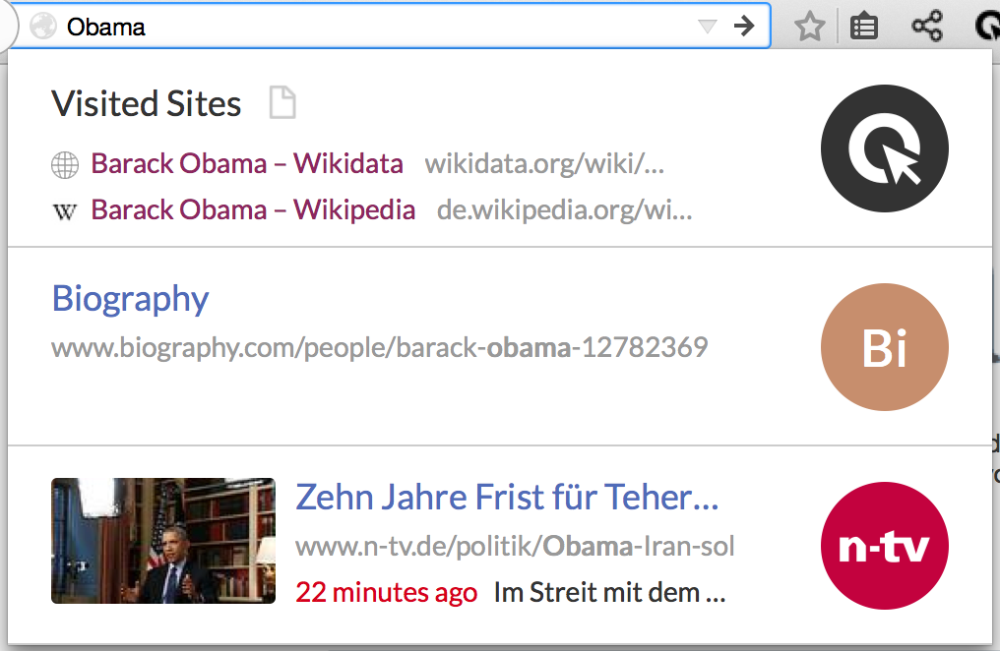 Obama
Visited Sites
Barack Obama – Wikidata wikidata.org/wiki/...
W Barack Obama – Wikipedia de.wikipedia.org/wi...
Biography
www.biography.com/people/barack-obama-12782369
Bi
Zehn Jahre Frist für Teher...
www.n-tv.de/politik/Obama-Iran-sol
22 minutes ago Im Streit mit dem ...
n-tv